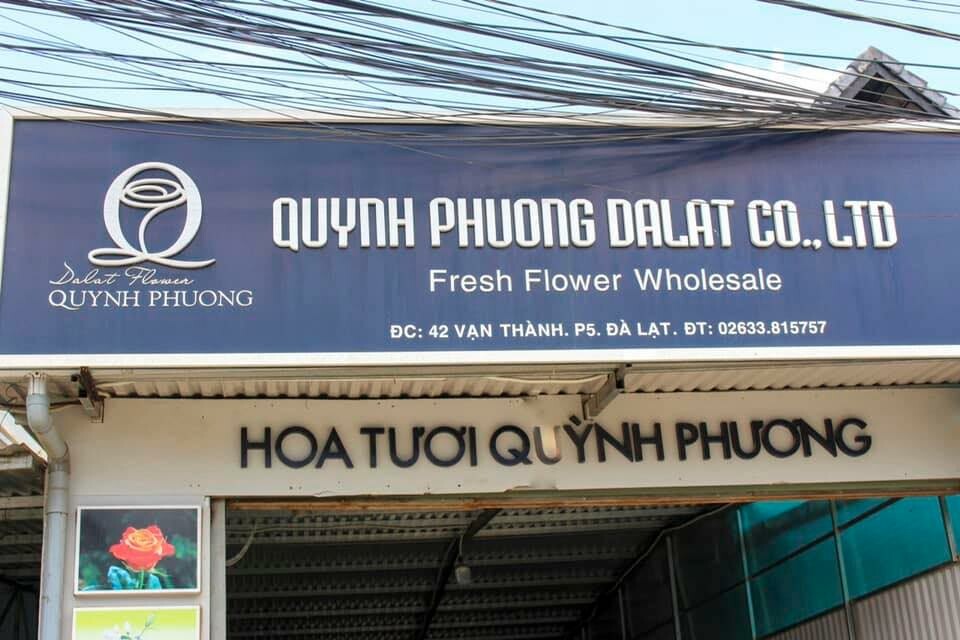 QUYNH PHUONG DALAT CO., LTD
Dalat Flower
QUYNH PHUONG
Fresh Flower Wholesale
ĐC: 42 VẠN THÀNH. P5. ĐÀ LẠT. ĐT: 02633.815757
HOA TƯƠI QUỲNH PHƯƠNG